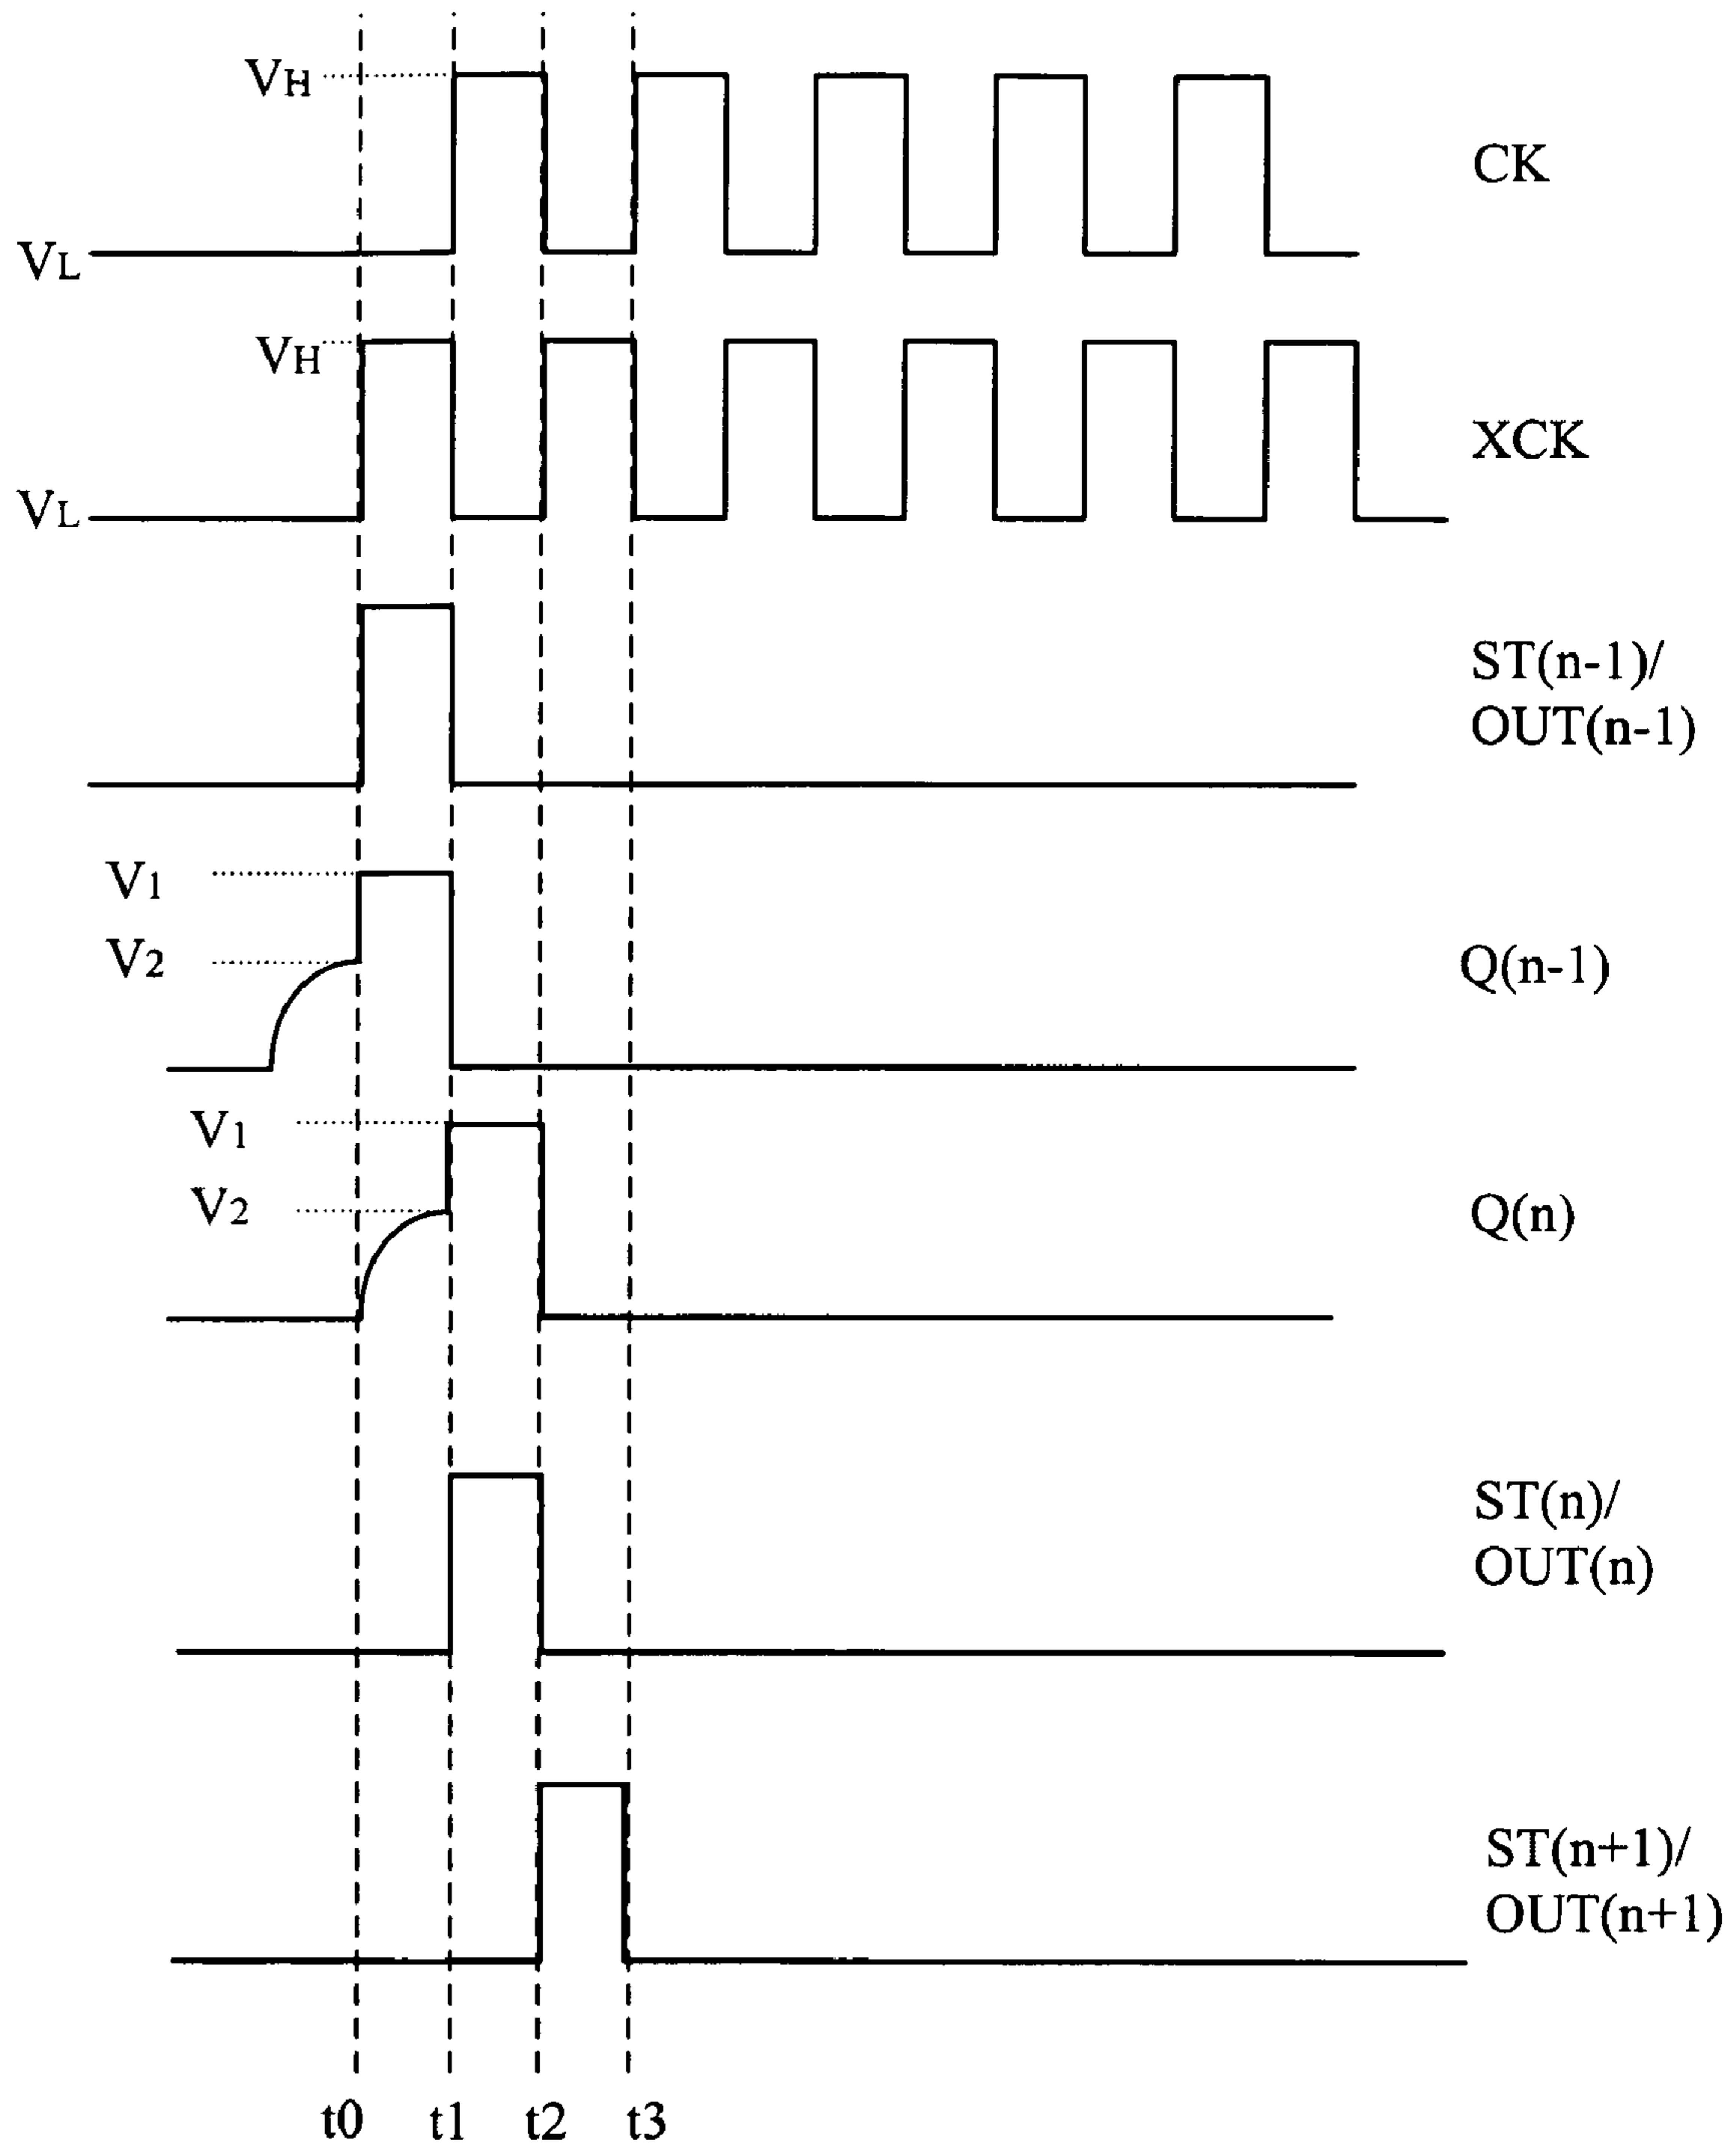 VH
CK
VL
VH
XCK
VL
ST(n-1)/
OUT(n-1)
V1
V2
Q(n-1)
V1
V2
Q(n)
ST(n)/
OUT(n)
ST(n+1)/
OUT(n+1)
t0 t1 t2 t3